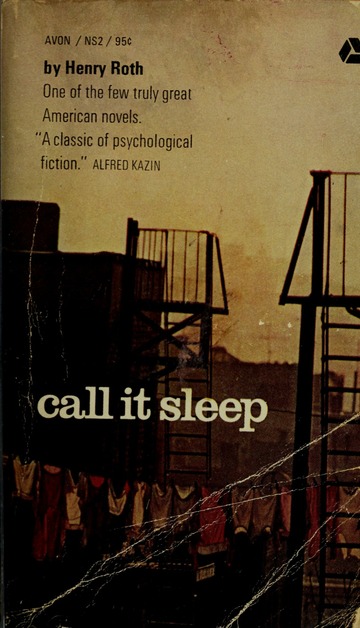 AVON / NS2 / 95¢
by Henry Roth
One of the few truly great
American novels.
"A classic of psychological
fiction." ALFRED KAZIN
call it sleep